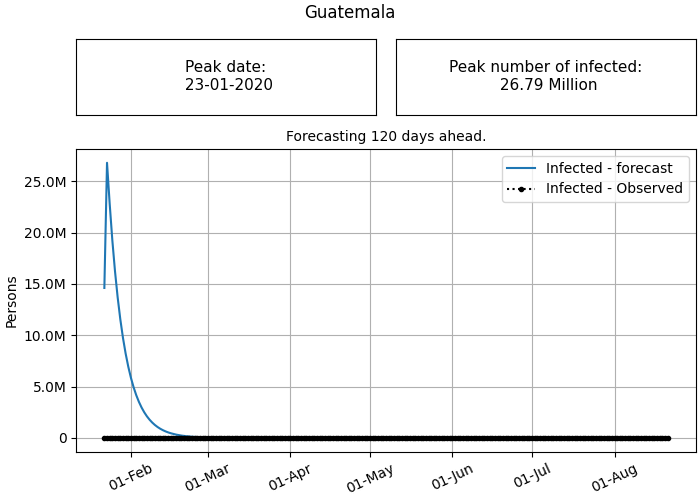 Guatemala
Peak date:
23-01-2020
Peak number of infected:
26.79 Million
Forecasting 120 days ahead.
Infected - forecast
Infected - Observed
25.0M
20.0M
15.0M
10.0M
5.0M
0
Persons
01-Feb
01-Mar
01-Apr
01-May
01-Jun
01-Jul
01-Aug